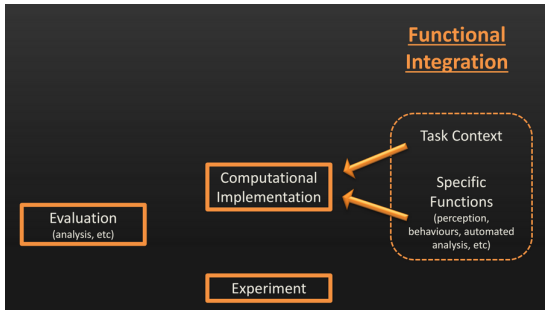 Functional
Integration
Task Context
Computational
Implementation
Specific
Functions
(perception,
behaviours, automated
analysis, etc)
Evaluation
(analysis, etc)
Experiment